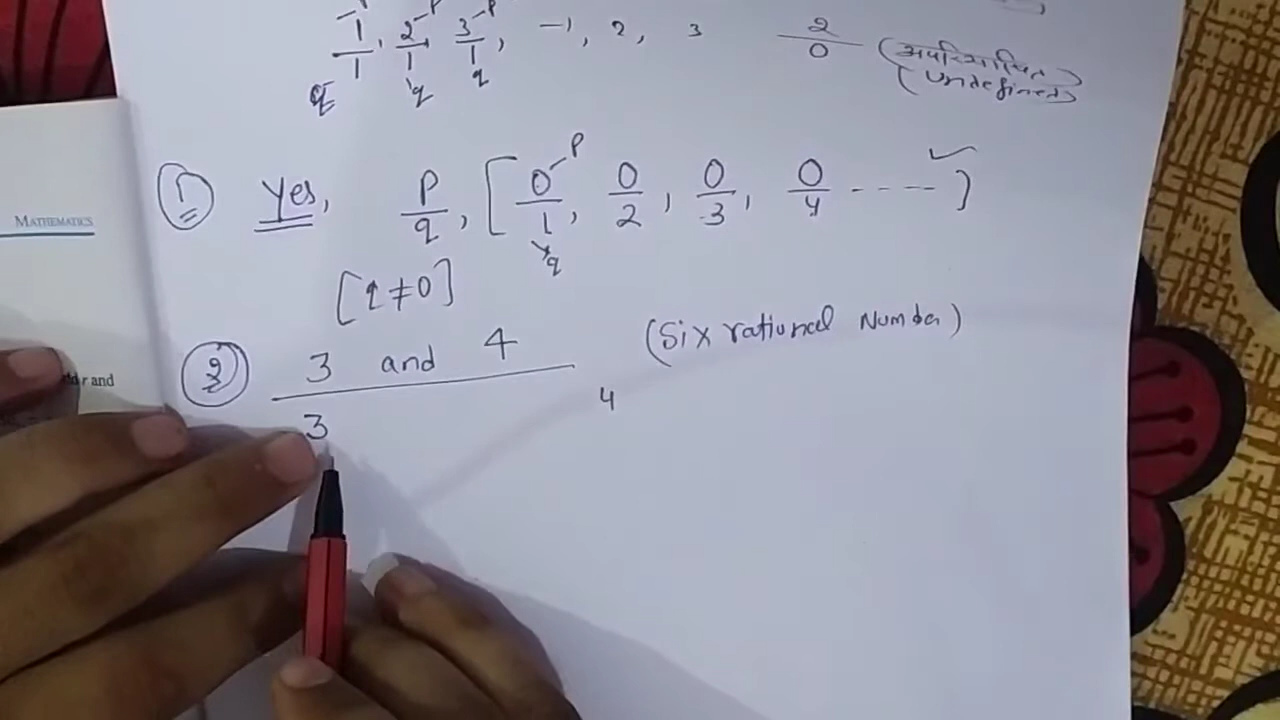 1/1, 2/1, 3/1, -1, 2, 3 2/0 (अपरिभाषित)
p p p
q q q (undefined)
MATHEMATICS
① Yes, p/q, [0/1, 0/2, 0/3, 0/4 ----]
p
q
[q ≠ 0]
② 3 and 4 (Six rational Number)
r and
3 4